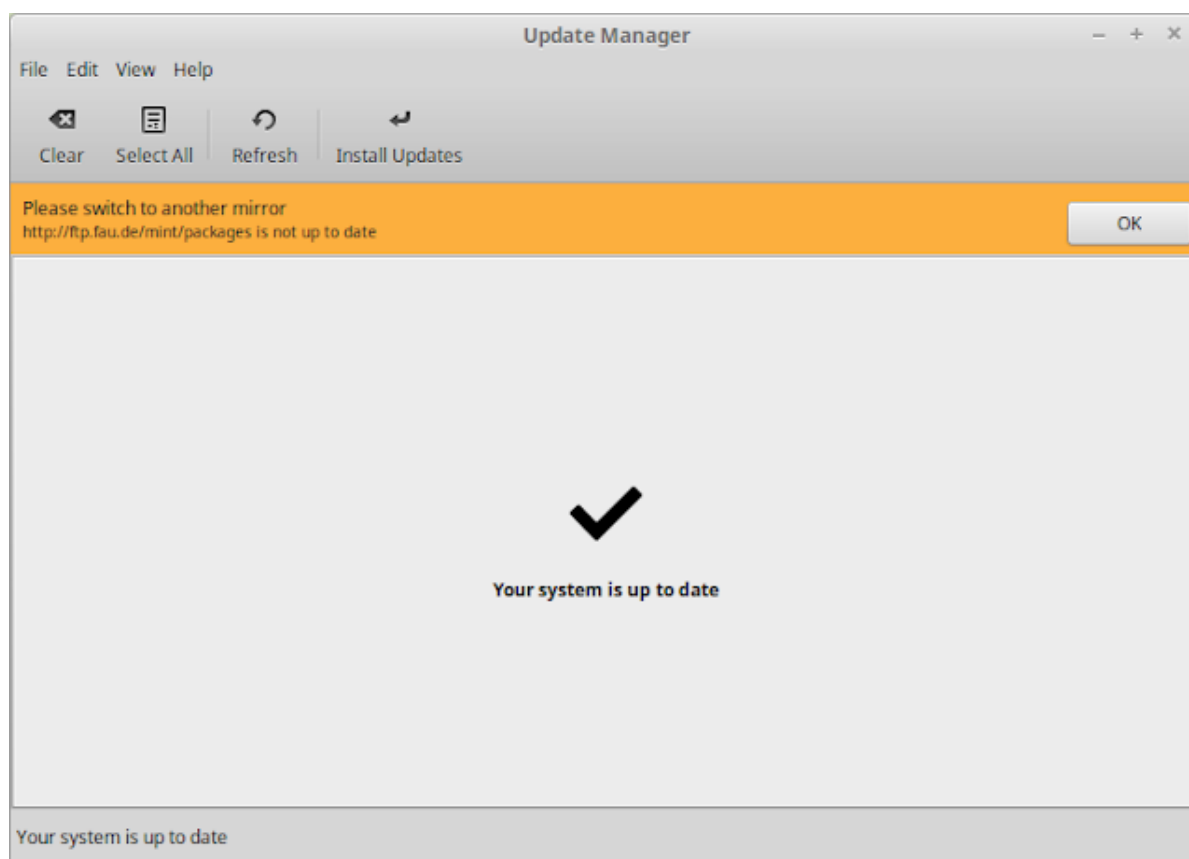 Update Manager
File Edit View Help
Clear Select All Refresh Install Updates
Please switch to another mirror
http://ftp.fau.de/mint/packages is not up to date
OK
Your system is up to date
Your system is up to date